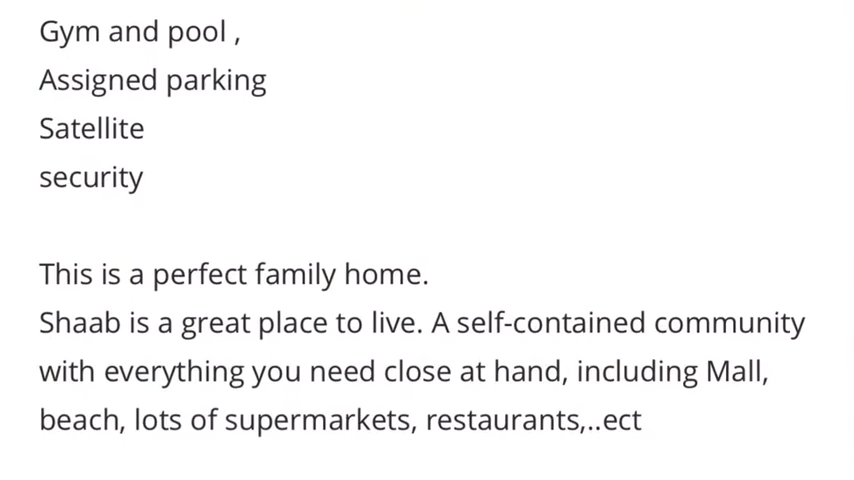 Gym and pool ,
Assigned parking
Satellite
security
This is a perfect family home.
Shaab is a great place to live. A self-contained community
with everything you need close at hand, including Mall,
beach, lots of supermarkets, restaurants,..ect